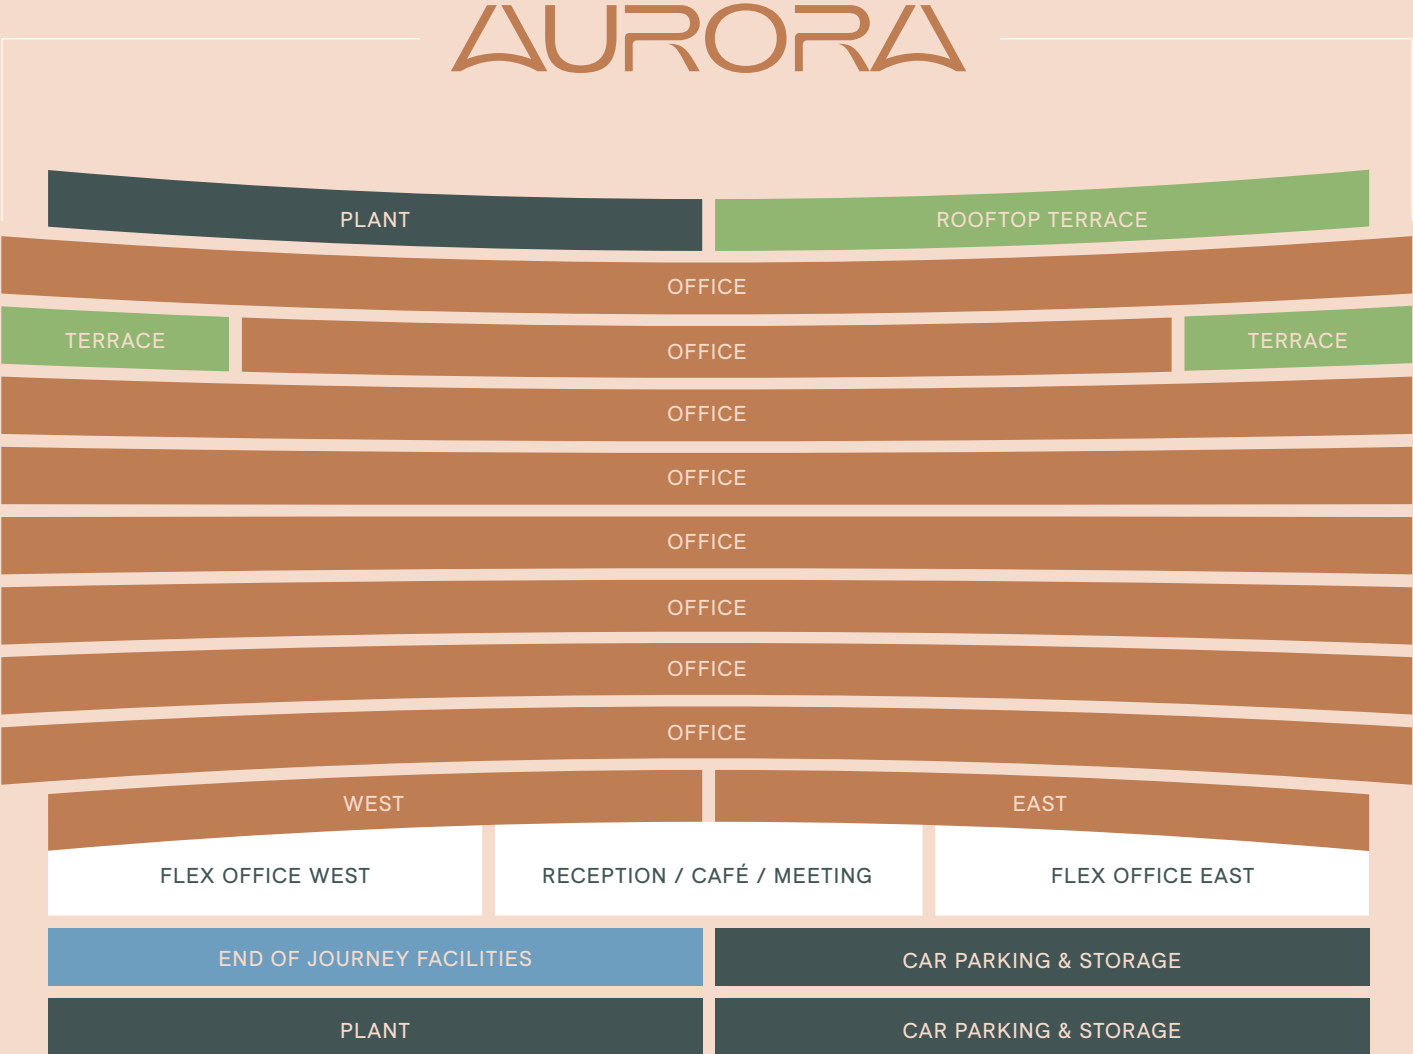 AURORA
PLANT
ROOFTOP TERRACE
OFFICE
TERRACE
OFFICE
TERRACE
OFFICE
OFFICE
OFFICE
OFFICE
OFFICE
OFFICE
WEST
EAST
FLEX OFFICE WEST
RECEPTION / CAFÉ / MEETING
FLEX OFFICE EAST
END OF JOURNEY FACILITIES
CAR PARKING & STORAGE
PLANT
CAR PARKING & STORAGE